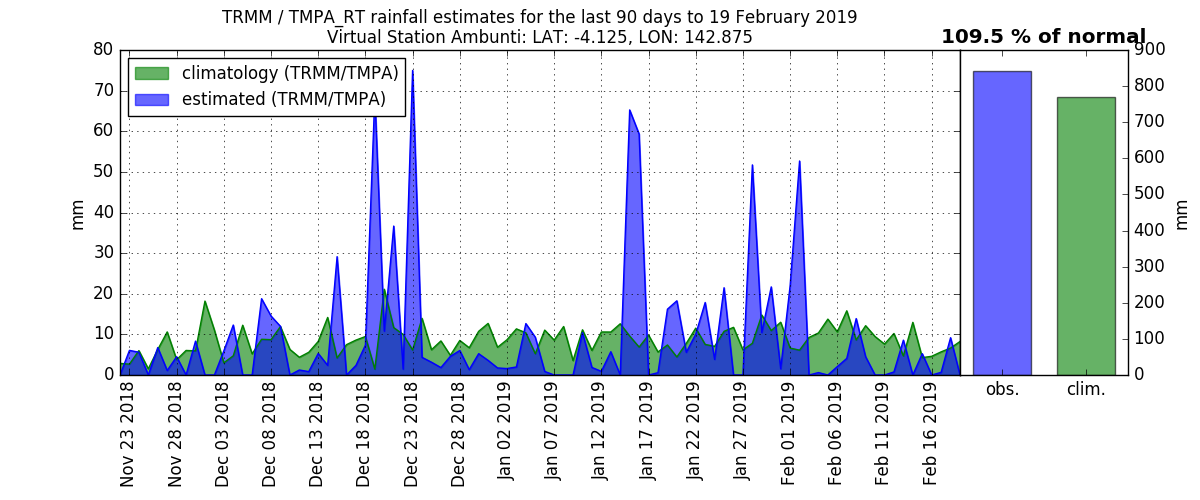 TRMM / TMPA_RT rainfall estimates for the last 90 days to 19 February 2019
Virtual Station Ambunti: LAT: -4.125, LON: 142.875
109.5 % of normal
climatology (TRMM/TMPA)
estimated (TRMM/TMPA)
80
70
60
50
40
30
20
10
0
mm
Nov 23 2018
Nov 28 2018
Dec 03 2018
Dec 08 2018
Dec 13 2018
Dec 18 2018
Dec 23 2018
Dec 28 2018
Jan 02 2019
Jan 07 2019
Jan 12 2019
Jan 17 2019
Jan 22 2019
Jan 27 2019
Feb 01 2019
Feb 06 2019
Feb 11 2019
Feb 16 2019
900
800
700
600
500
400
300
200
100
0
mm
obs.
clim.